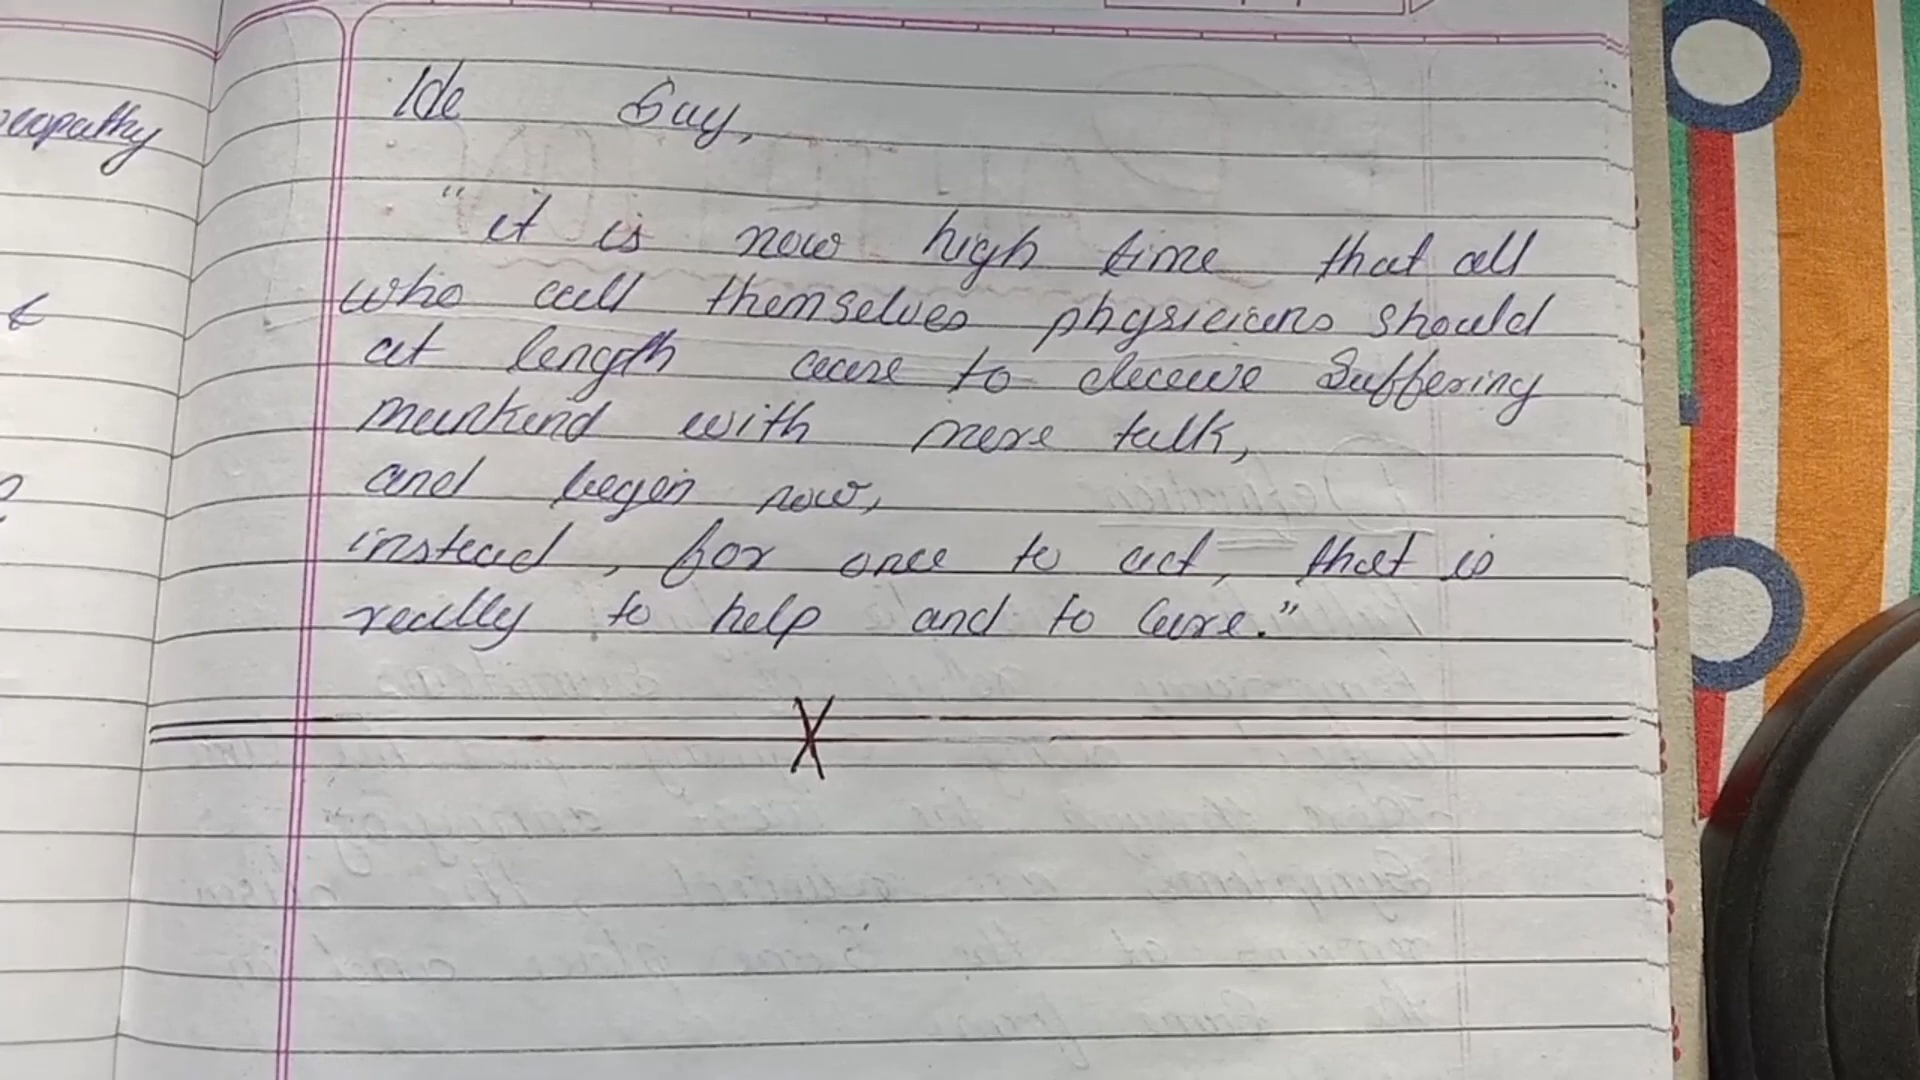 He Say,
"it is now high time that all
who call themselves physicians should
at length cease to deceive suffering
mankind with mere talk,
and begin now,
instead, for once to act, that is
really to help and to cure."
X